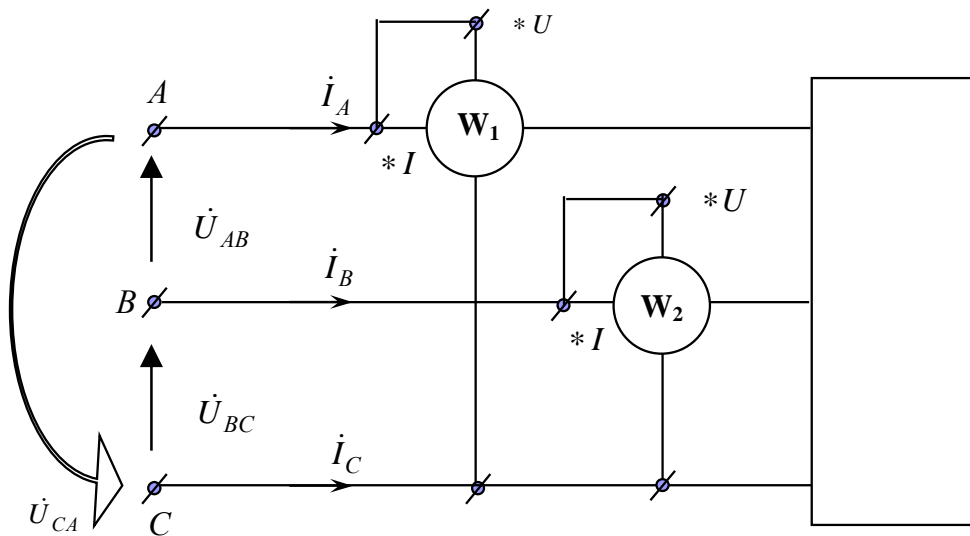 * U
A
İ_A
W₁
* I
U̇_AB
* U
B
İ_B
W₂
* I
U̇_BC
İ_C
U̇_CA
C